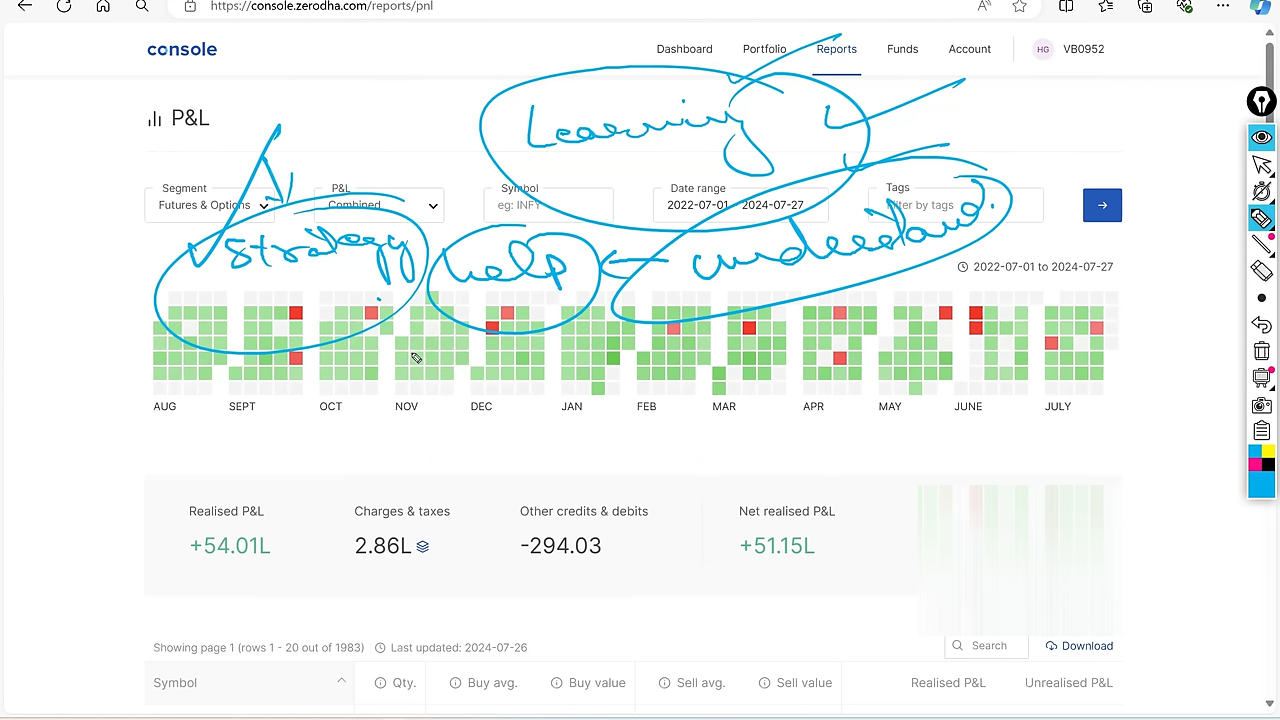 https://console.zerodha.com/reports/pnl
console Dashboard Portfolio Reports Funds Account HG VB0952
P&L
Learning
Segment P&L Symbol Date range Tags
Futures & Options Combined eg: INFY 2022-07-01 - 2024-07-27 Filter by tags
Strategy help understand.
2022-07-01 to 2024-07-27
AUG SEPT OCT NOV DEC JAN FEB MAR APR MAY JUNE JULY
Realised P&L Charges & taxes Other credits & debits Net realised P&L
+54.01L 2.86L -294.03 +51.15L
Showing page 1 (rows 1 - 20 out of 1983) Last updated: 2024-07-26 Search Download
Symbol Qty. Buy avg. Buy value Sell avg. Sell value Realised P&L Unrealised P&L